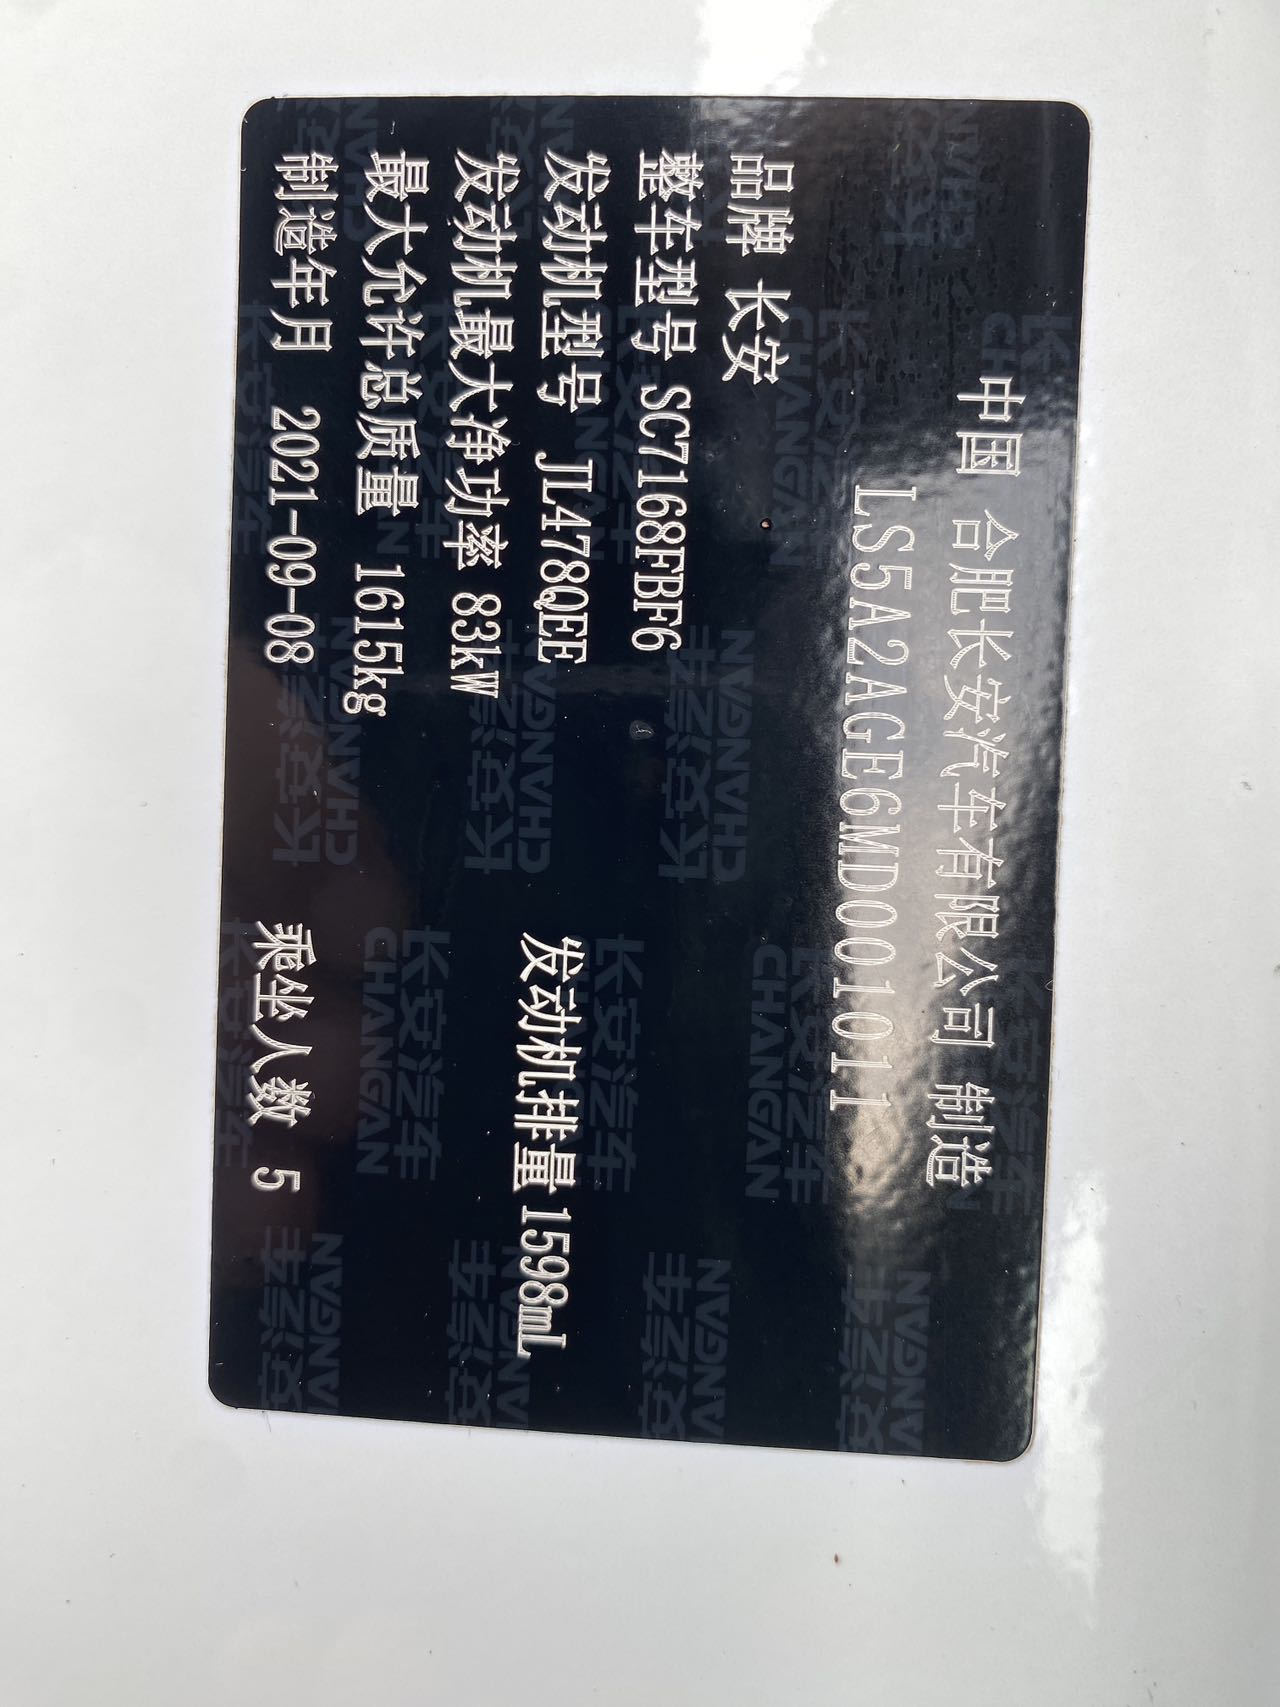 中国 合肥长安汽车有限公司 制造
LS5A2AGE6MD001011
品牌 长安
整车型号 SC7168FBF6
发动机型号 JL478QEE 发动机排量 1598mL
发动机最大净功率 83kW
最大允许总质量 1615kg
制造年月 2021-09-08 乘坐人数 5